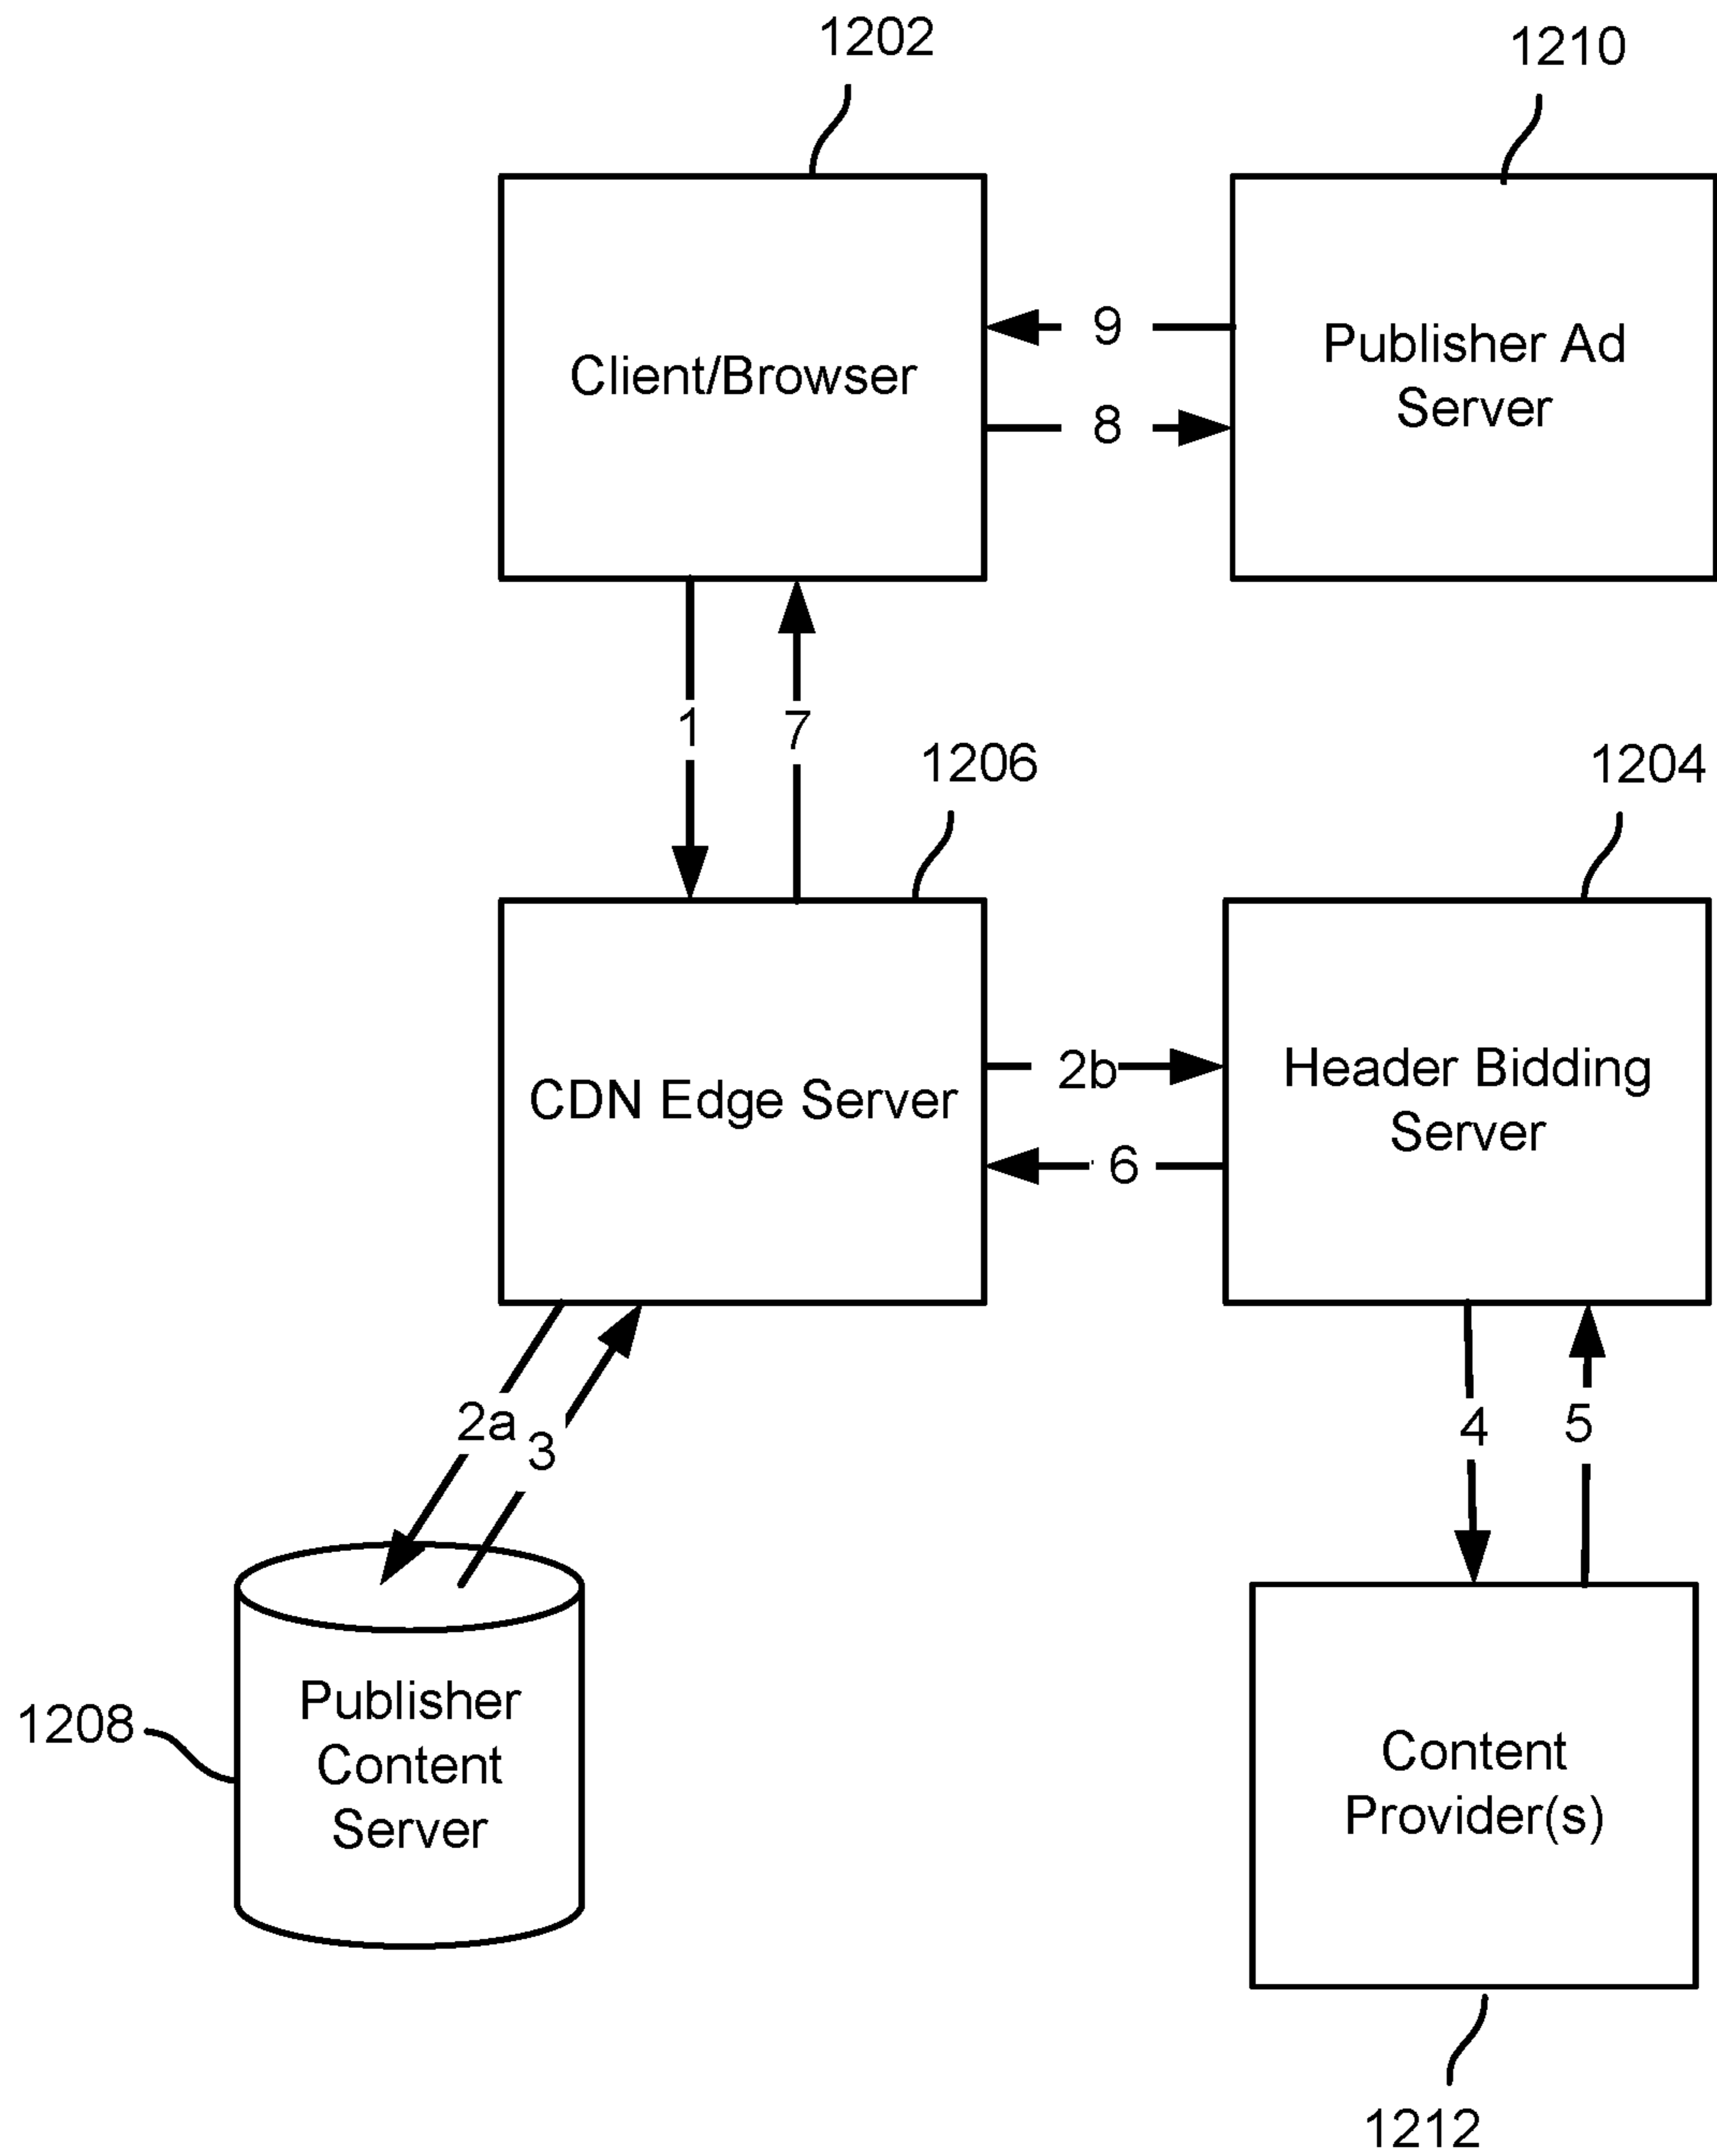 1202
1210
Client/Browser
9
8
Publisher Ad
Server
1
7
1206
1204
CDN Edge Server
2b
6
Header Bidding
Server
2a
3
4
5
1208
Publisher
Content
Server
Content
Provider(s)
1212